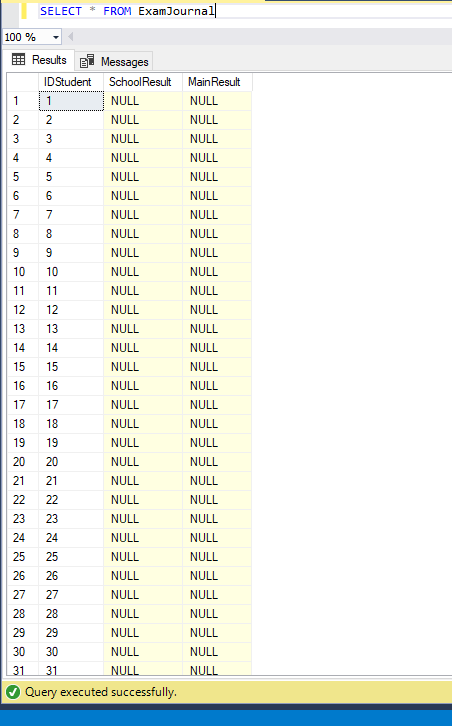 SELECT * FROM ExamJournal
100 %
Results Messages
IDStudent SchoolResult MainResult
1 1 NULL NULL
2 2 NULL NULL
3 3 NULL NULL
4 4 NULL NULL
5 5 NULL NULL
6 6 NULL NULL
7 7 NULL NULL
8 8 NULL NULL
9 9 NULL NULL
10 10 NULL NULL
11 11 NULL NULL
12 12 NULL NULL
13 13 NULL NULL
14 14 NULL NULL
15 15 NULL NULL
16 16 NULL NULL
17 17 NULL NULL
18 18 NULL NULL
19 19 NULL NULL
20 20 NULL NULL
21 21 NULL NULL
22 22 NULL NULL
23 23 NULL NULL
24 24 NULL NULL
25 25 NULL NULL
26 26 NULL NULL
27 27 NULL NULL
28 28 NULL NULL
29 29 NULL NULL
30 30 NULL NULL
31 31 NULL NULL
Query executed successfully.